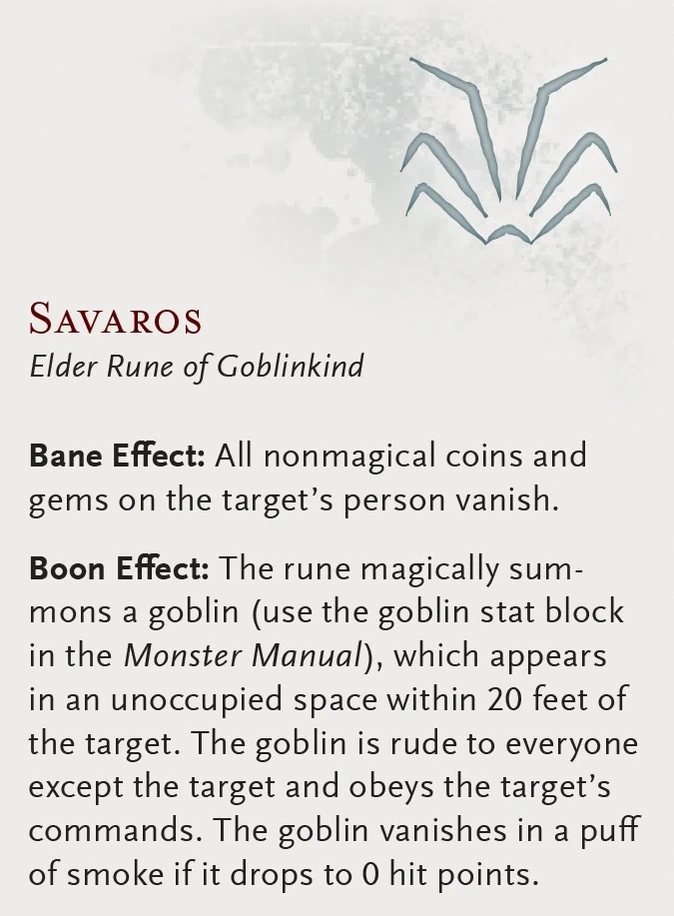 Savaros
Elder Rune of Goblinkind
Bane Effect: All nonmagical coins and
gems on the target’s person vanish.
Boon Effect: The rune magically sum-
mons a goblin (use the goblin stat block
in the Monster Manual), which appears
in an unoccupied space within 20 feet of
the target. The goblin is rude to everyone
except the target and obeys the target’s
commands. The goblin vanishes in a puff
of smoke if it drops to 0 hit points.